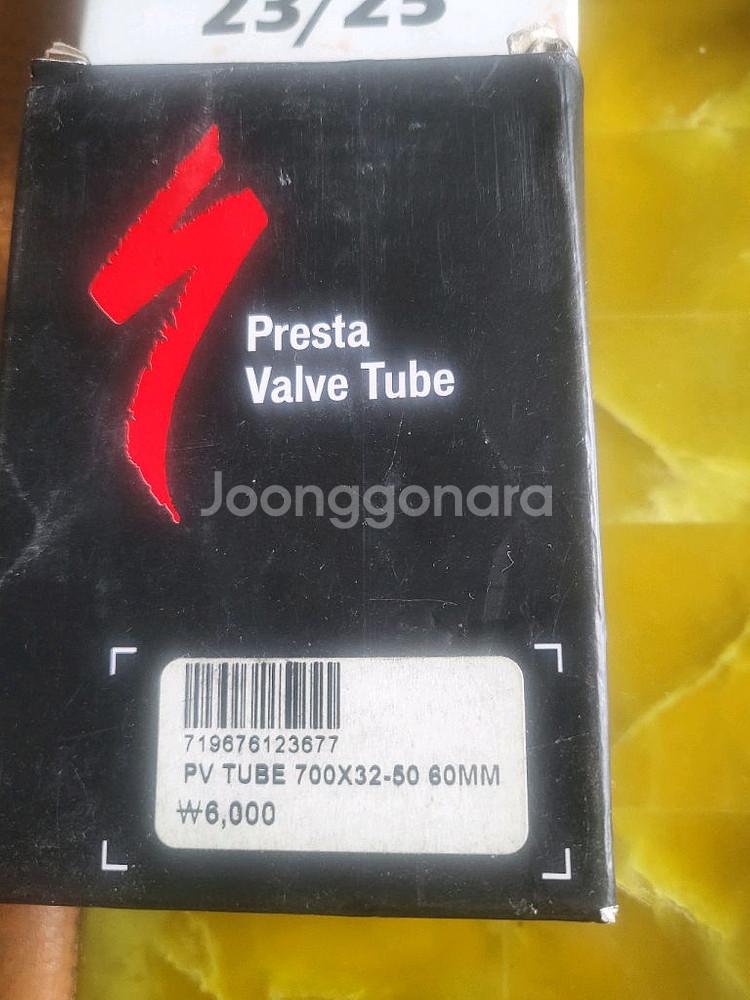 23/25
Presta
Valve Tube
Joonggonara
719676123677
PV TUBE 700X32-50 60MM
₩6,000